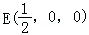 E(1/2, 0, 0)